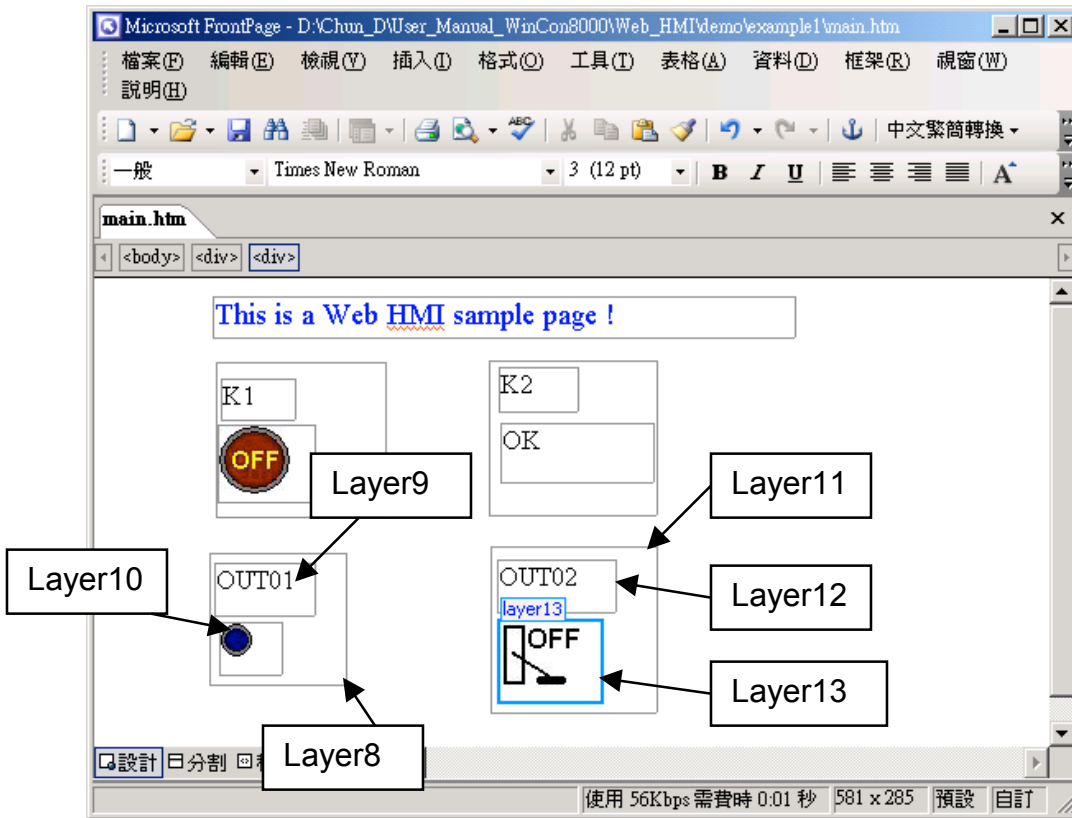 Microsoft FrontPage - D:\Chun_D\User_Manual_WinCon8000\Web_HMI\demo\example1\main.htm
檔案(F) 編輯(E) 檢視(V) 插入(I) 格式(O) 工具(T) 表格(A) 資料(D) 框架(R) 視窗(W)
說明(H)
ABC 中文繁簡轉換
一般 Times New Roman 3 (12 pt) B I U A
main.htm
<body> <div> <div>
This is a Web HMI sample page !
K1
K2
OFF
OK
Layer9
Layer11
Layer10
OUT01
OUT02
Layer12
layer13
OFF
Layer13
Layer8
設計 分割
使用 56Kbps 需費時 0:01 秒 581 x 285 預設 自訂